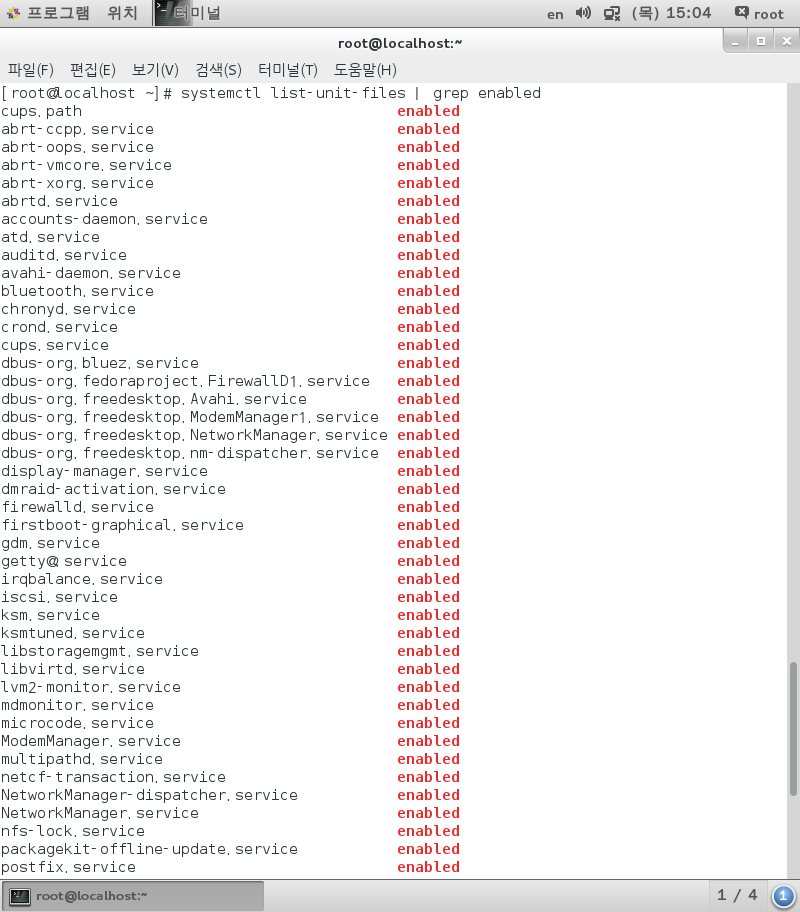 프로그램 위치 터미널 en (목) 15:04 root
root@localhost:~
파일(F) 편집(E) 보기(V) 검색(S) 터미널(T) 도움말(H)
[root@localhost ~]# systemctl list-unit-files | grep enabled
cups.path enabled
abrt-ccpp.service enabled
abrt-oops.service enabled
abrt-vmcore.service enabled
abrt-xorg.service enabled
abrtd.service enabled
accounts-daemon.service enabled
atd.service enabled
auditd.service enabled
avahi-daemon.service enabled
bluetooth.service enabled
chronyd.service enabled
crond.service enabled
cups.service enabled
dbus-org.bluez.service enabled
dbus-org.fedoraproject.FirewallD1.service enabled
dbus-org.freedesktop.Avahi.service enabled
dbus-org.freedesktop.ModemManager1.service enabled
dbus-org.freedesktop.NetworkManager.service enabled
dbus-org.freedesktop.nm-dispatcher.service enabled
display-manager.service enabled
dmraid-activation.service enabled
firewalld.service enabled
firstboot-graphical.service enabled
gdm.service enabled
getty@.service enabled
irqbalance.service enabled
iscsi.service enabled
ksm.service enabled
ksmtuned.service enabled
libstoragemgmt.service enabled
libvirtd.service enabled
lvm2-monitor.service enabled
mdmonitor.service enabled
microcode.service enabled
ModemManager.service enabled
multipathd.service enabled
netcf-transaction.service enabled
NetworkManager-dispatcher.service enabled
NetworkManager.service enabled
nfs-lock.service enabled
packagekit-offline-update.service enabled
postfix.service enabled
root@localhost:~ 1 / 4 1